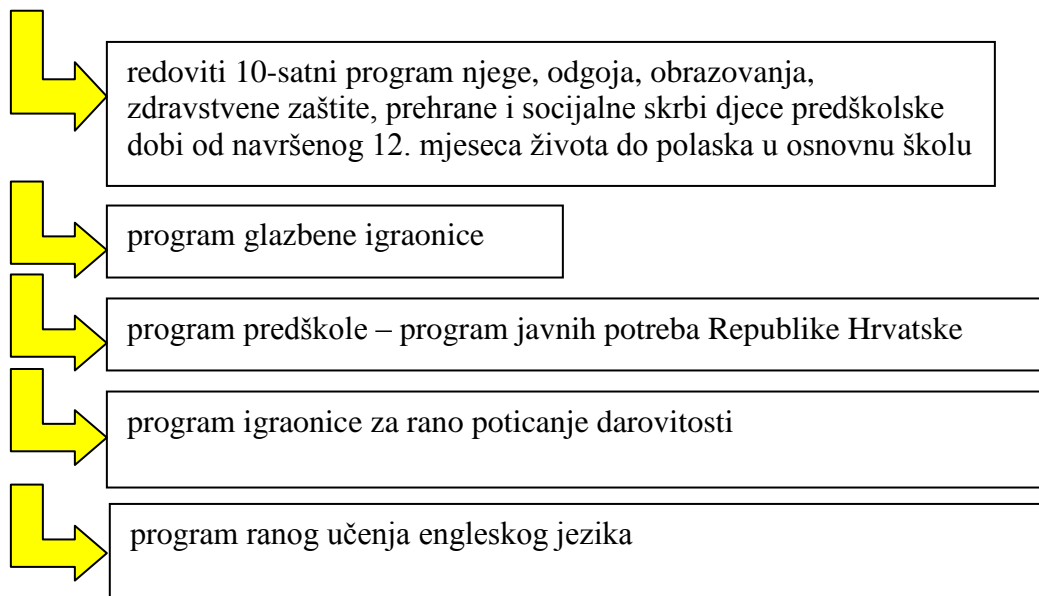 redoviti 10-satni program njege, odgoja, obrazovanja,
zdravstvene zaštite, prehrane i socijalne skrbi djece predškolske
dobi od navršenog 12. mjeseca života do polaska u osnovnu školu
program glazbene igraonice
program predškole – program javnih potreba Republike Hrvatske
program igraonice za rano poticanje darovitosti
program ranog učenja engleskog jezika